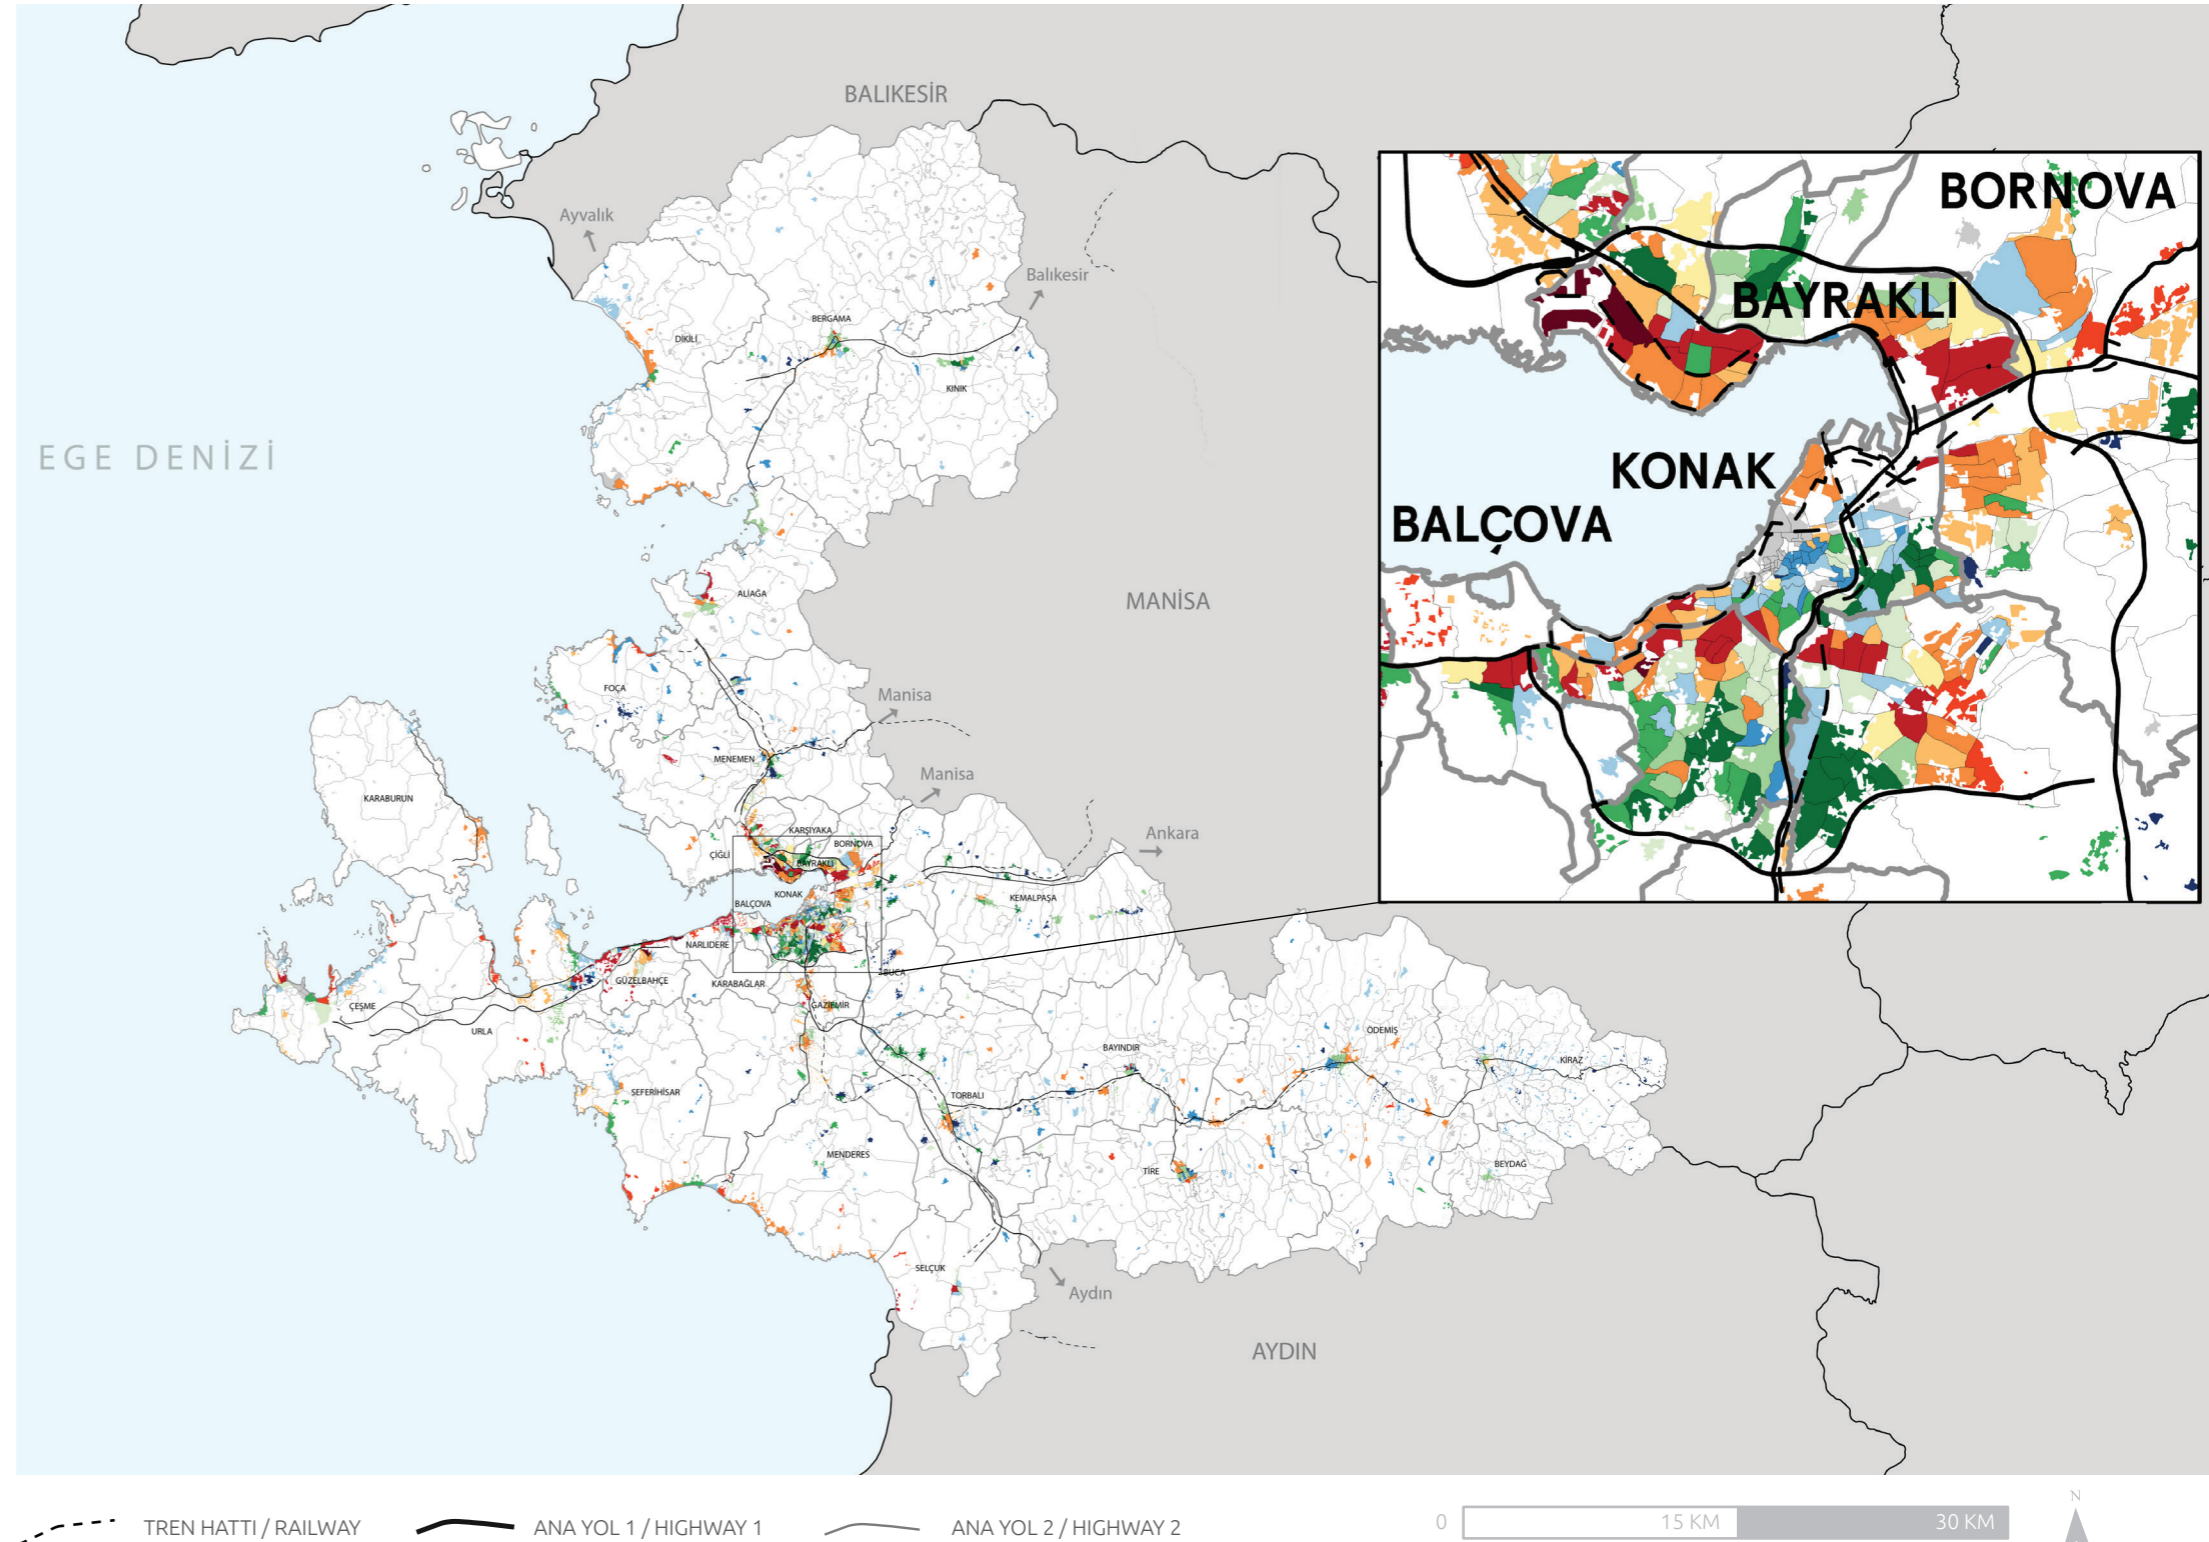 BALIKESİR
Ayvalık
Balıkesir
BERGAMA
DİKİLİ
KINIK
EGE DENİZİ
ALİAĞA
MANİSA
FOÇA
Manisa
MENEMEN
Manisa
KARABURUN
KARŞIYAKA
Ankara
ÇİĞLİ
BORNOVA
BAYRAKLI
KONAK
BALÇOVA
KEMALPAŞA
NARLIDERE
BUCA
GÜZELBAHÇE
KARABAĞLAR
ÇEŞME
GAZİEMİR
URLA
ÖDEMİŞ
BAYINDIR
KİRAZ
SEFERİHİSAR
TORBALI
MENDERES
TİRE
BEYDAĞ
SELÇUK
Aydın
AYDIN
BORNOVA
BAYRAKLI
KONAK
BALÇOVA
TREN HATTI / RAILWAY
ANA YOL 1 / HIGHWAY 1
ANA YOL 2 / HIGHWAY 2
0
15 KM
30 KM
N